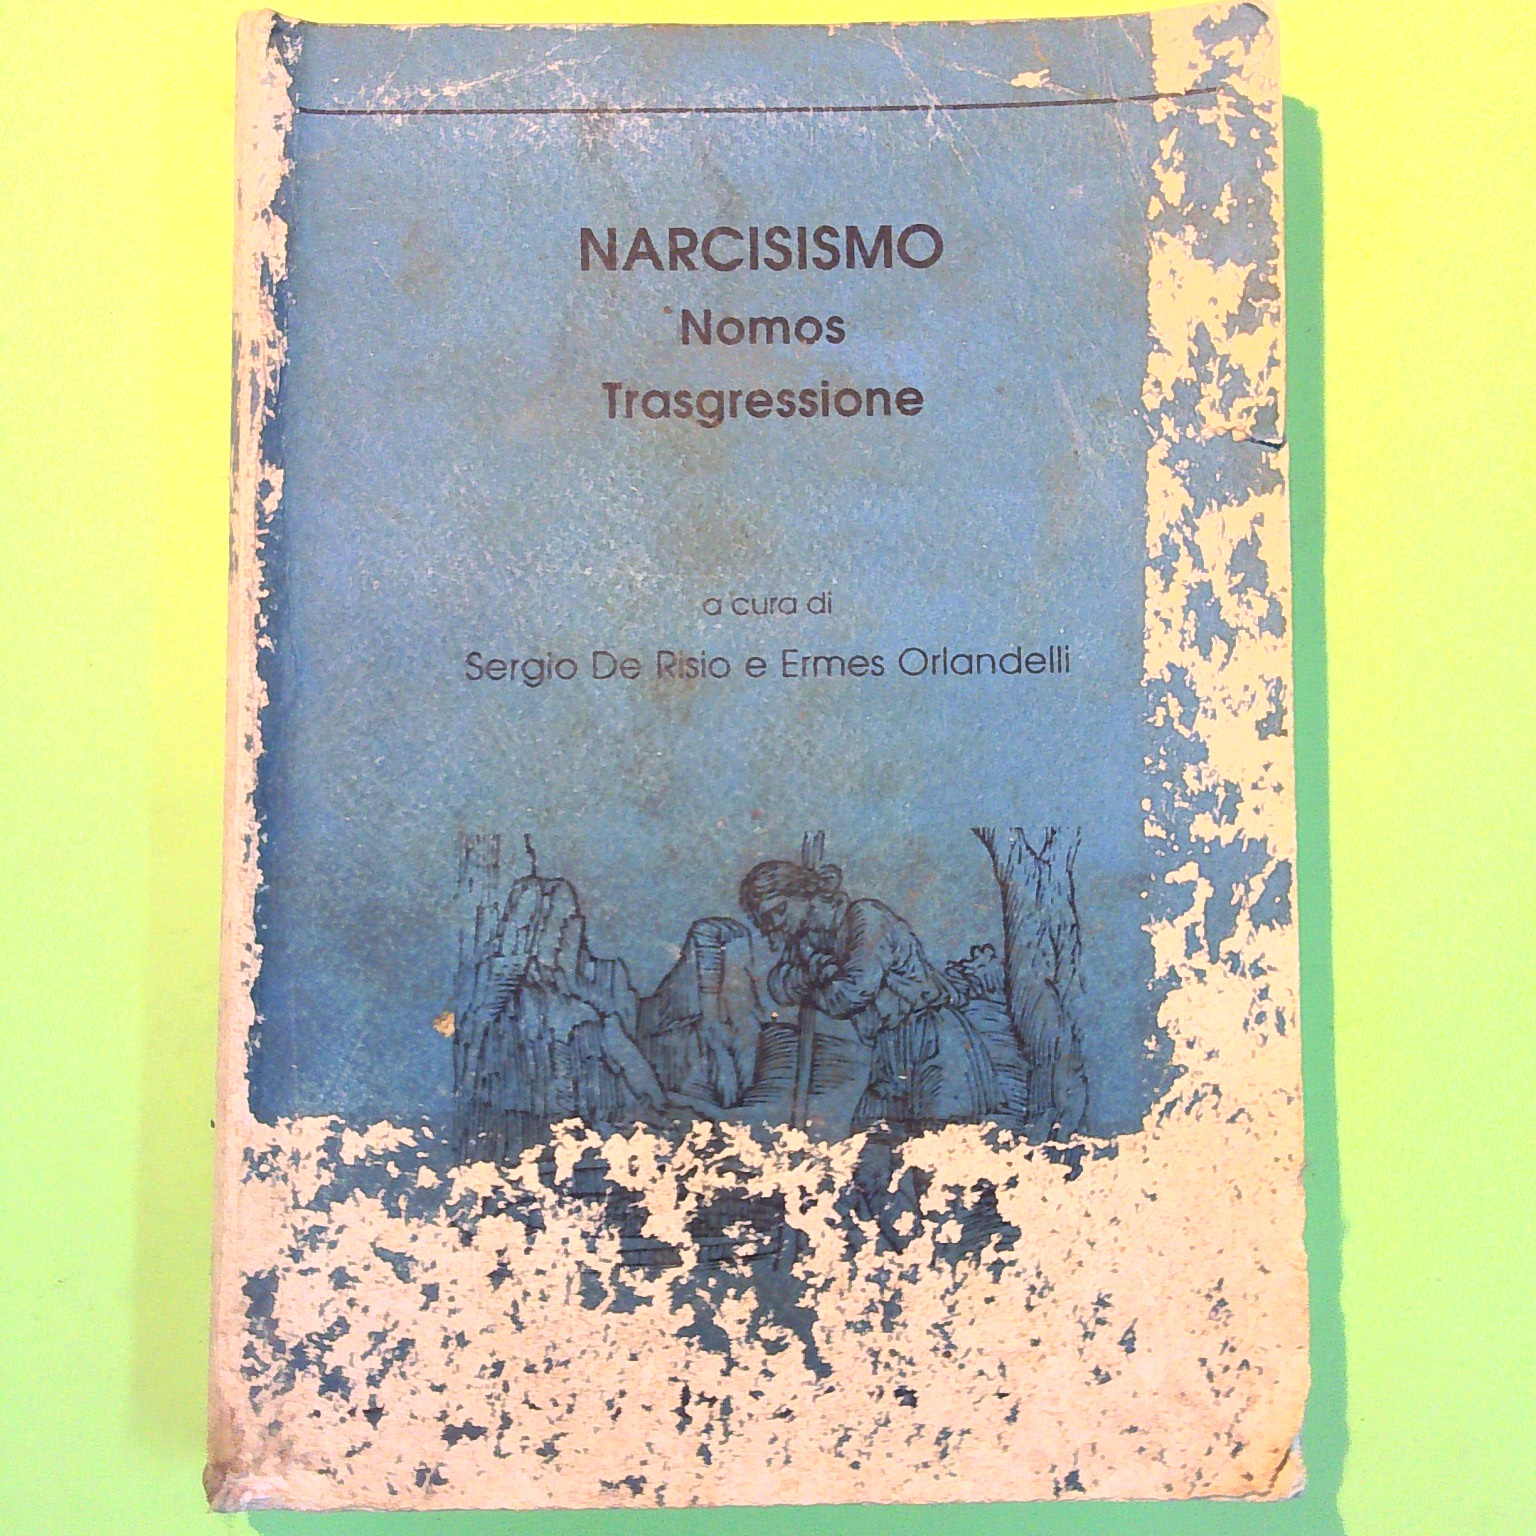 NARCISISMO
Nomos
Trasgressione
a cura di
Sergio De Risio e Ermes Orlandelli